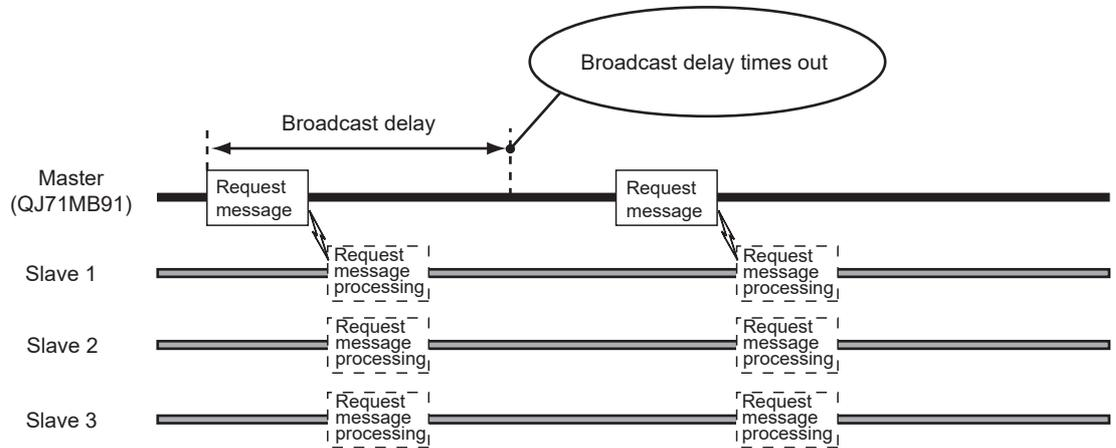 Broadcast delay times out
Broadcast delay
Master
(QJ71MB91)
Request
message
Request
message
Slave 1
Request
message
processing
Request
message
processing
Slave 2
Request
message
processing
Request
message
processing
Slave 3
Request
message
processing
Request
message
processing